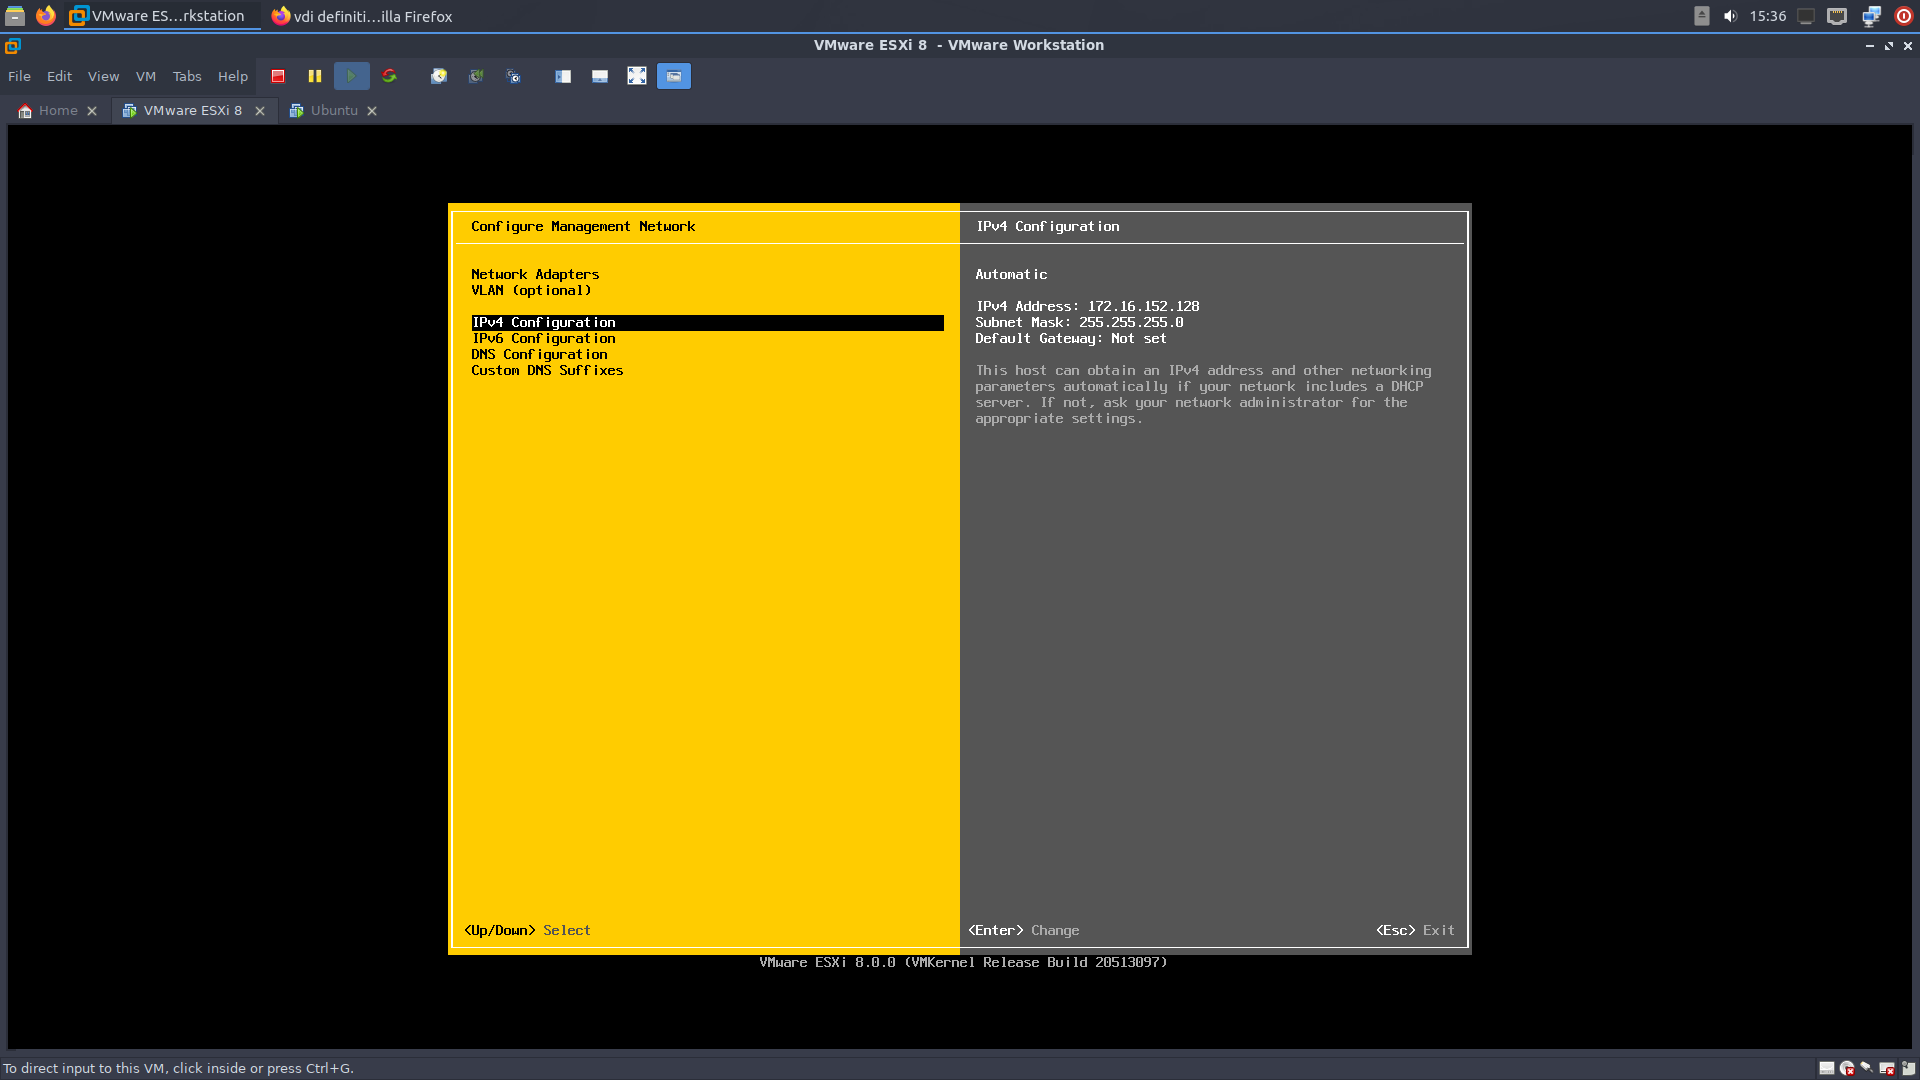 VMware ES...rkstation
vdi definiti...illa Firefox
15:36
VMware ESXi 8 - VMware Workstation
File Edit View VM Tabs Help
Home
VMware ESXi 8
Ubuntu
Configure Management Network
Network Adapters
VLAN (optional)
IPv4 Configuration
IPv6 Configuration
DNS Configuration
Custom DNS Suffixes
<Up/Down> Select
IPv4 Configuration
Automatic
IPv4 Address: 172.16.152.128
Subnet Mask: 255.255.255.0
Default Gateway: Not set
This host can obtain an IPv4 address and other networking
parameters automatically if your network includes a DHCP
server. If not, ask your network administrator for the
appropriate settings.
<Enter> Change
<Esc> Exit
VMware ESXi 8.0.0 (VMKernel Release Build 20513097)
To direct input to this VM, click inside or press Ctrl+G.